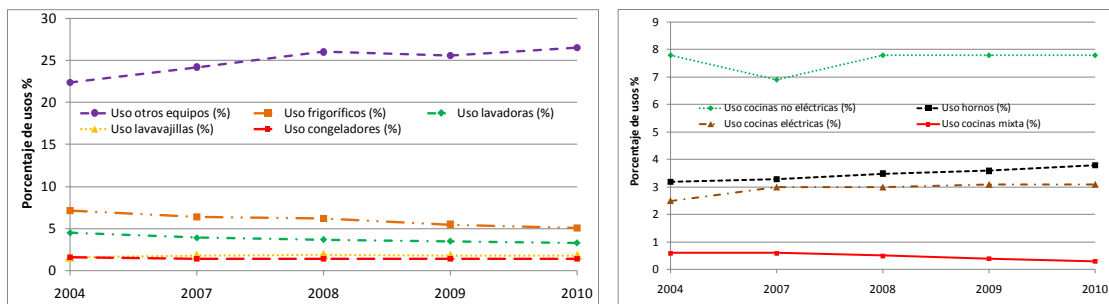 30
25
20
15
10
5
0
Porcentaje de usos %
Uso otros equipos (%) Uso frigoríficos (%) Uso lavadoras (%)
Uso lavavajillas (%) Uso congeladores (%)
2004 2007 2008 2009 2010
9
8
7
6
5
4
3
2
1
0
Porcentaje de usos %
Uso cocinas no eléctricas (%) Uso hornos (%)
Uso cocinas eléctricas (%) Uso cocinas mixta (%)
2004 2007 2008 2009 2010